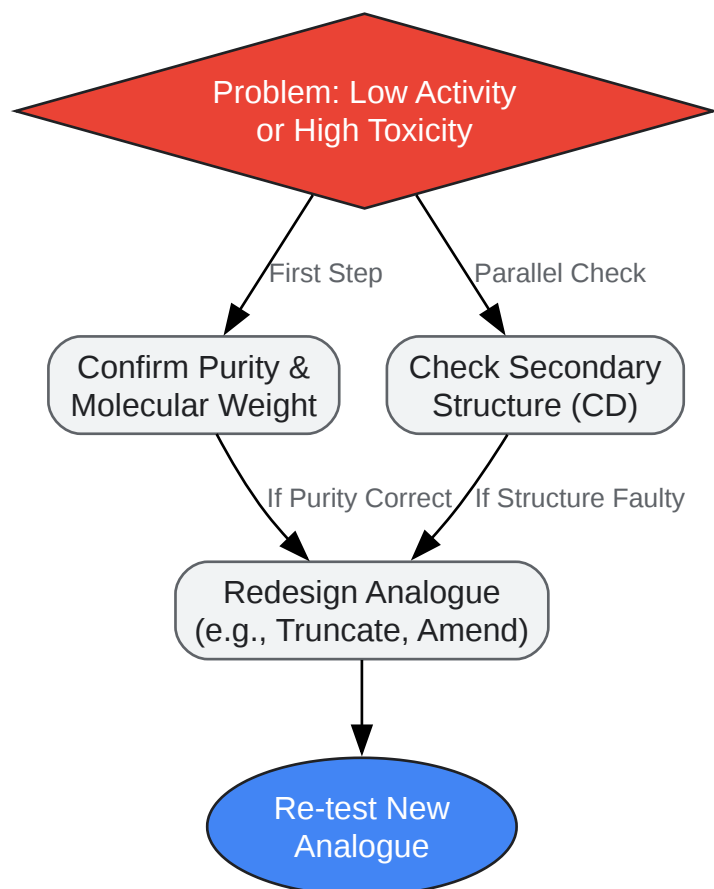 Problem: Low Activity
or High Toxicity
First Step
Parallel Check
Confirm Purity &
Molecular Weight
Check Secondary
Structure (CD)
If Purity Correct
If Structure Faulty
Redesign Analogue
(e.g., Truncate, Amend)
Re-test New
Analogue